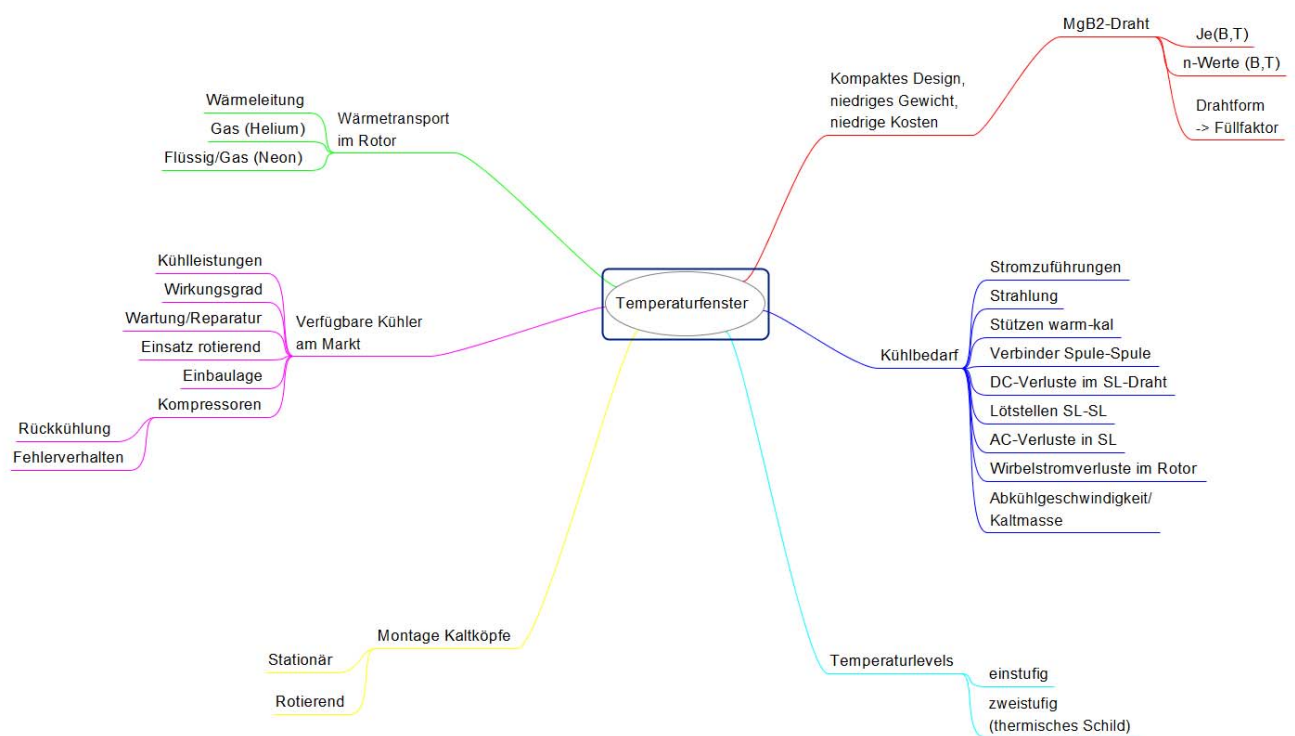 MgB2-Draht
Je(B,T)
n-Werte (B,T)
Drahtform
-> Füllfaktor
Kompaktes Design,
niedriges Gewicht,
niedrige Kosten
Wärmeleitung
Gas (Helium)
Flüssig/Gas (Neon)
Wärmetransport
im Rotor
Kühlleistungen
Wirkungsgrad
Wartung/Reparatur
Einsatz rotierend
Einbaulage
Kompressoren
Rückkühlung
Fehlerverhalten
Verfügbare Kühler
am Markt
Temperaturfenster
Kühlbedarf
Stromzuführungen
Strahlung
Stützen warm-kal
Verbinder Spule-Spule
DC-Verluste im SL-Draht
Lötstellen SL-SL
AC-Verluste in SL
Wirbelstromverluste im Rotor
Abkühlgeschwindigkeit/
Kaltmasse
Montage Kaltköpfe
Stationär
Rotierend
Temperaturlevels
einstufig
zweistufig
(thermisches Schild)